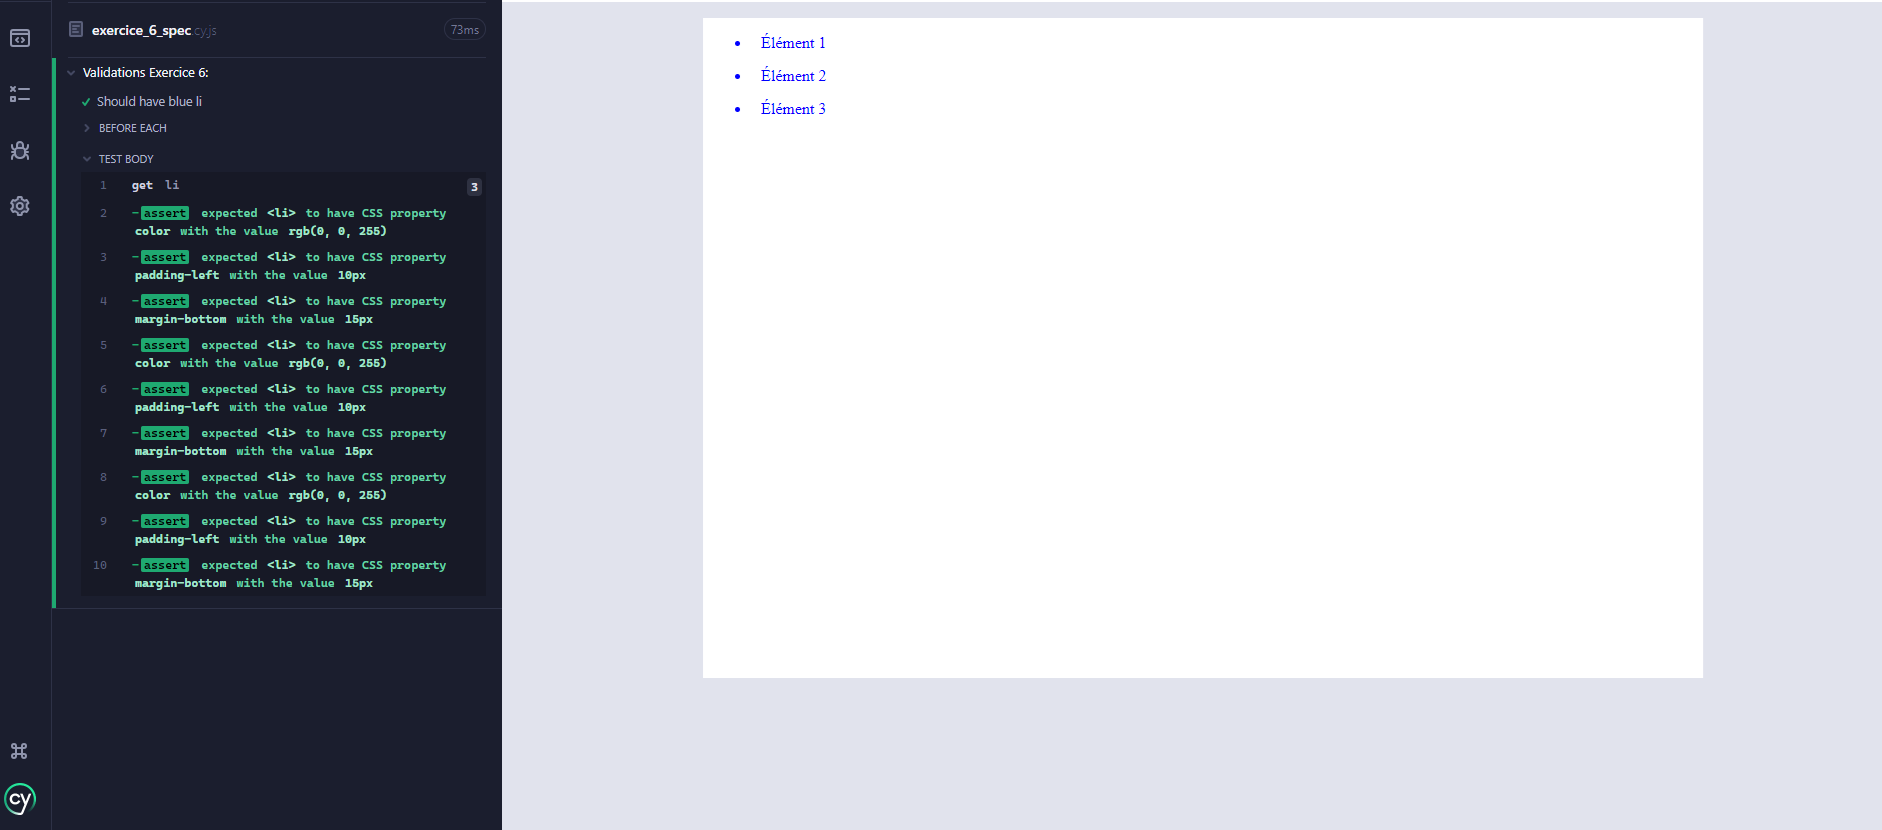 exercice_6_spec.cy.js 73ms
Validations Exercice 6:
Should have blue li
BEFORE EACH
TEST BODY
1 get li 3
2 -assert expected <li> to have CSS property
color with the value rgb(0, 0, 255)
3 -assert expected <li> to have CSS property
padding-left with the value 10px
4 -assert expected <li> to have CSS property
margin-bottom with the value 15px
5 -assert expected <li> to have CSS property
color with the value rgb(0, 0, 255)
6 -assert expected <li> to have CSS property
padding-left with the value 10px
7 -assert expected <li> to have CSS property
margin-bottom with the value 15px
8 -assert expected <li> to have CSS property
color with the value rgb(0, 0, 255)
9 -assert expected <li> to have CSS property
padding-left with the value 10px
10 -assert expected <li> to have CSS property
margin-bottom with the value 15px
cy
• Élément 1
• Élément 2
• Élément 3